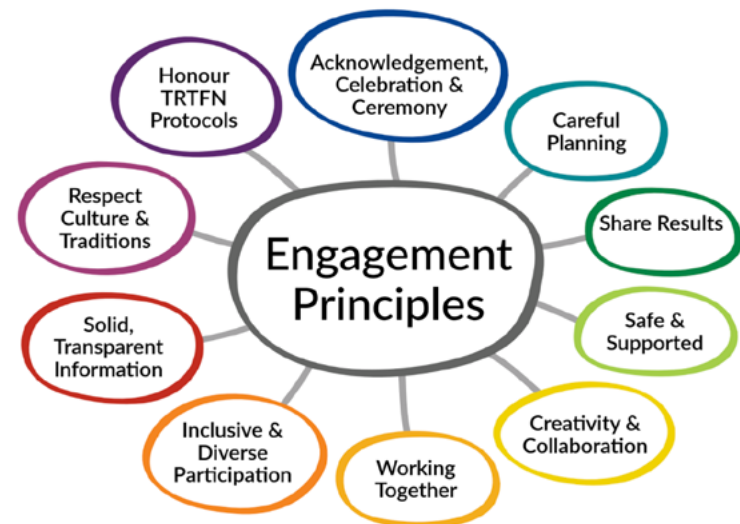 Engagement
Principles
Acknowledgement,
Celebration &
Ceremony
Careful
Planning
Share Results
Safe &
Supported
Creativity &
Collaboration
Working
Together
Inclusive &
Diverse
Participation
Solid,
Transparent
Information
Respect
Culture &
Traditions
Honour
TRTFN
Protocols